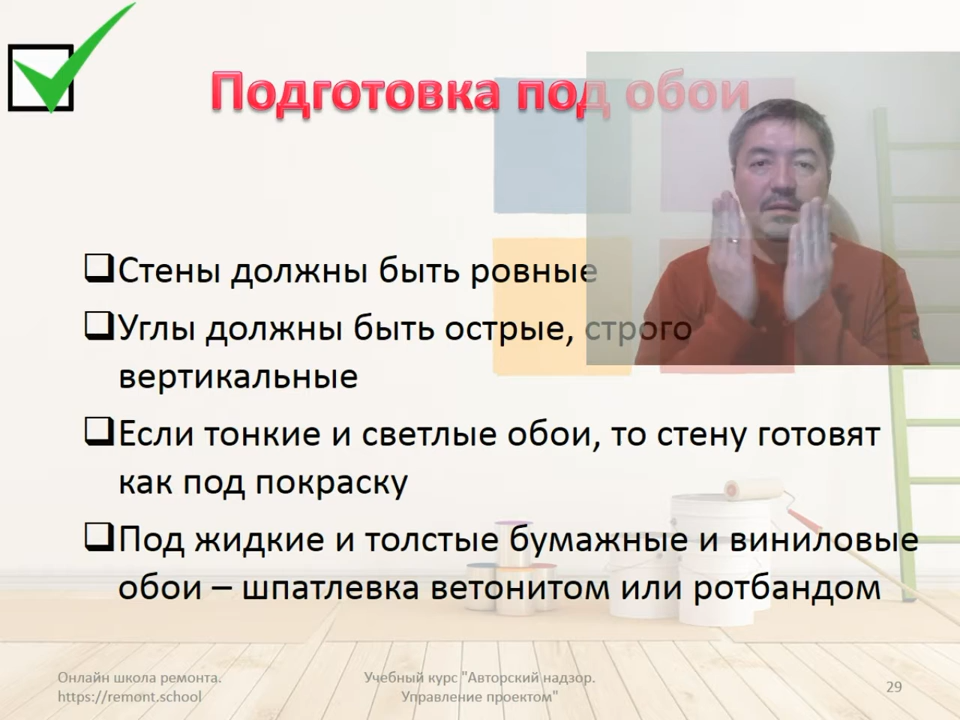 Подготовка под обои
Стены должны быть ровные
Углы должны быть острые, строго
вертикальные
Если тонкие и светлые обои, то стену готовят
как под покраску
Под жидкие и толстые бумажные и виниловые
обои – шпатлевка ветонитом или ротбандом
Онлайн школа ремонта.
https://remont.school
Учебный курс "Авторский надзор.
Управление проектом"
29